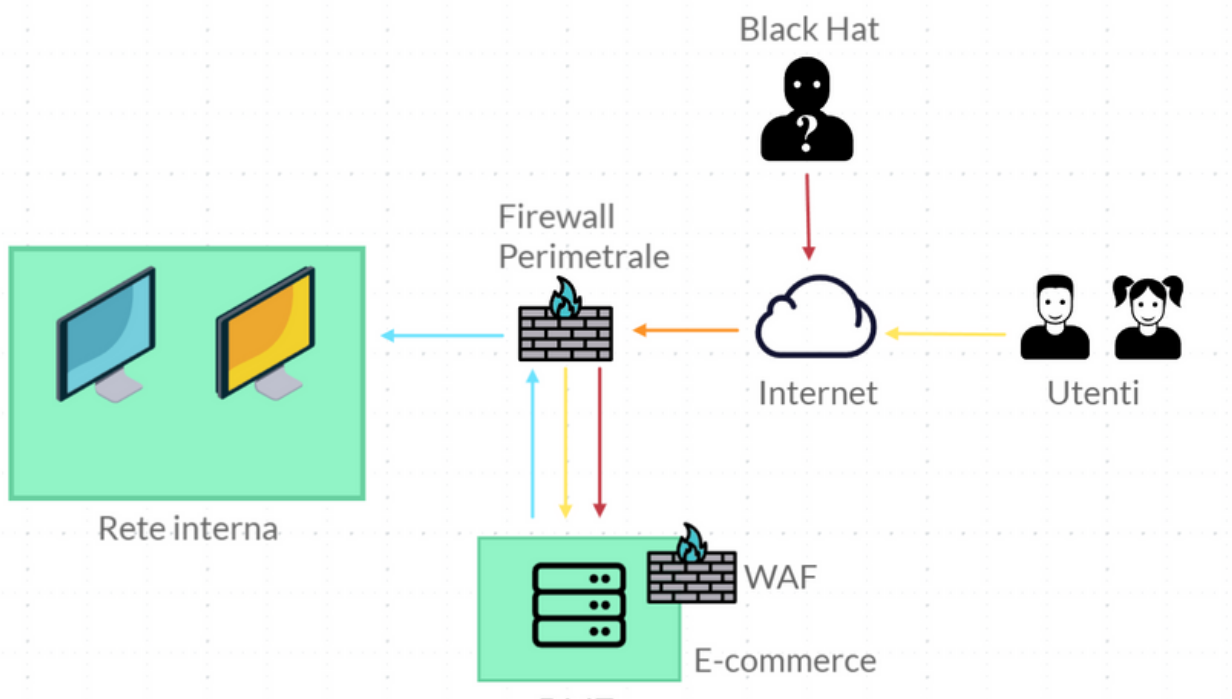 Black Hat
?
Firewall
Perimetrale
Internet
Utenti
Rete interna
WAF
E-commerce